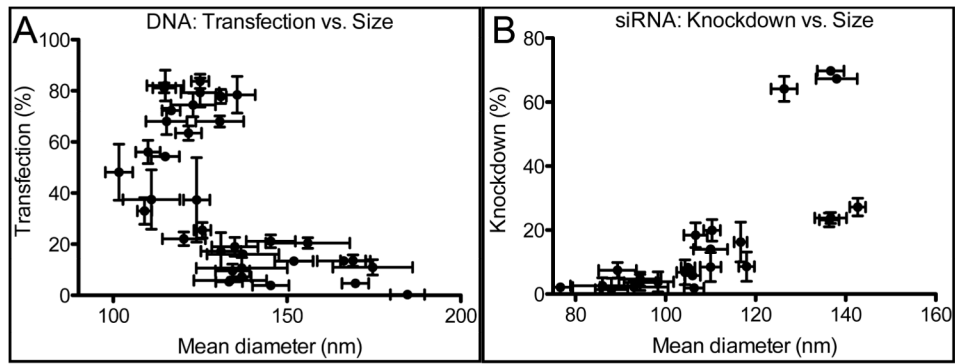 A
DNA: Transfection vs. Size
Transfection (%)
100
80
60
40
20
0
100
150
200
Mean diameter (nm)
B
siRNA: Knockdown vs. Size
Knockdown (%)
80
60
40
20
0
80
100
120
140
160
Mean diameter (nm)